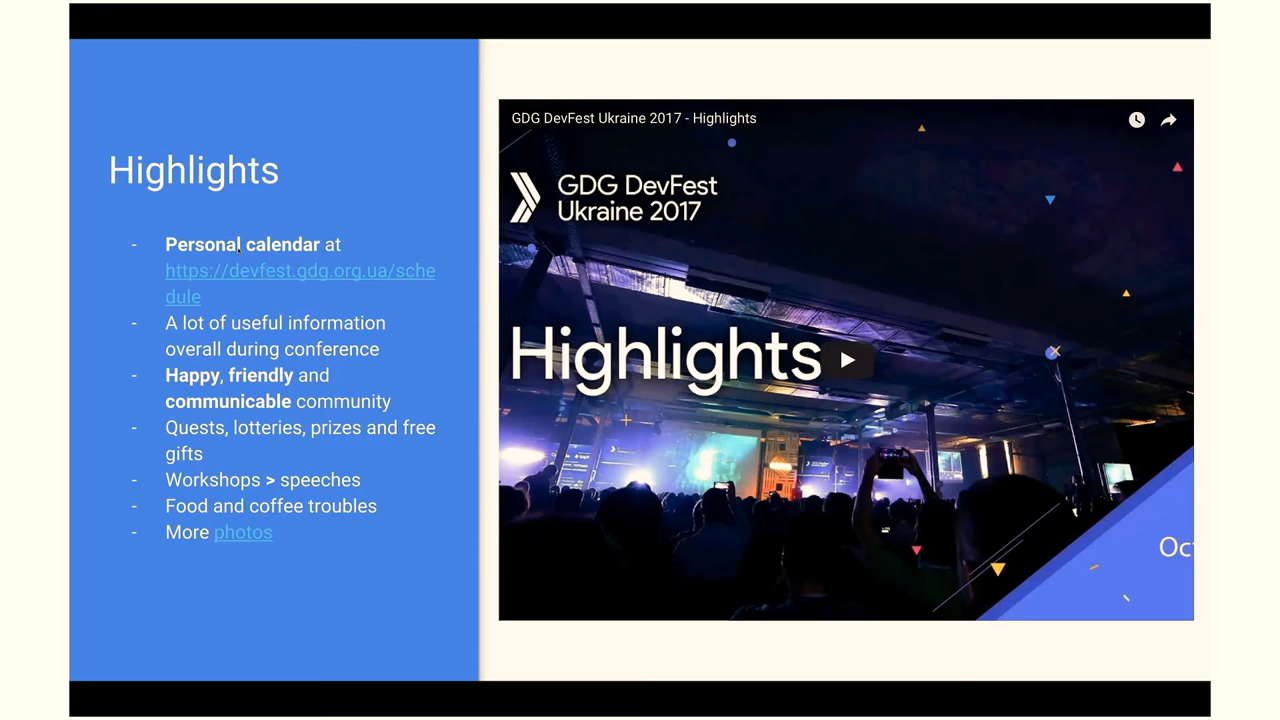 Highlights
- Personal calendar at
https://devfest.gdg.org.ua/sche
dule
- A lot of useful information
overall during conference
- Happy, friendly and
communicable community
- Quests, lotteries, prizes and free
gifts
- Workshops > speeches
- Food and coffee troubles
- More photos
GDG DevFest Ukraine 2017 - Highlights
GDG DevFest
Ukraine 2017
Highlights
Oct